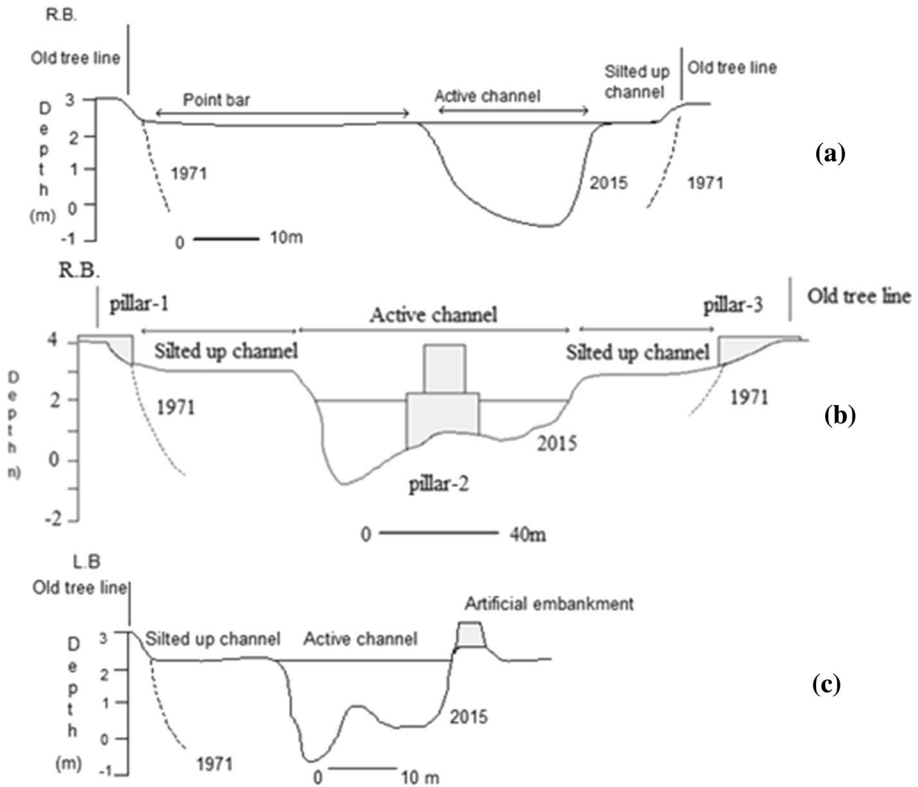 R.B.
Old tree line
Silted up
channel
Old tree line
Point bar
Active channel
Depth
(m)
3
2
1
0
-1
1971
2015
1971
0 10m
(a)
R.B.
pillar-1
pillar-3
Old tree line
Active channel
Silted up channel
Silted up channel
Depth
n)
4
2
0
-2
1971
1971
2015
pillar-2
0 40m
(b)
L.B
Old tree line
Artificial embankment
Silted up channel
Active channel
Depth
(m)
3
2
1
0
-1
1971
2015
0 10 m
(c)